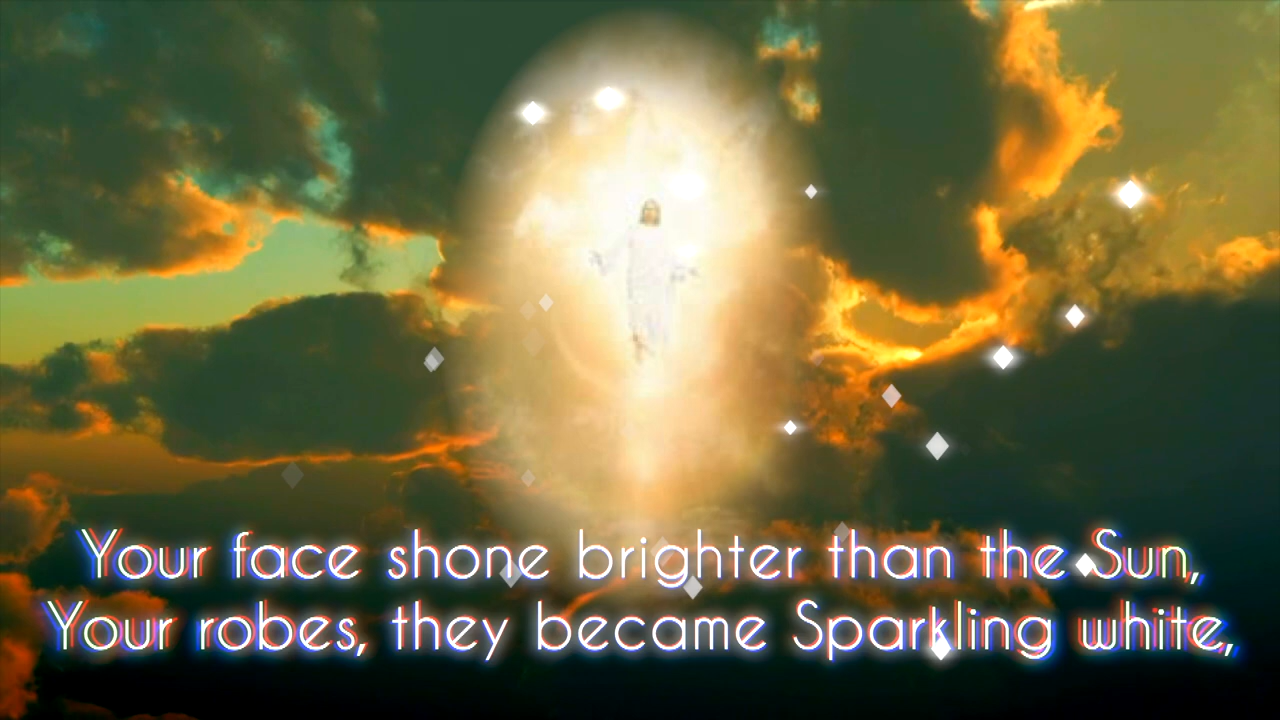 Your face shone brighter than the Sun,
Your robes, they became Sparkling white,